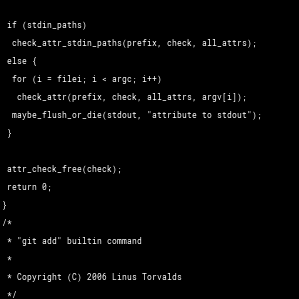 if (stdin_paths)
check_attr_stdin_paths(prefix, check, all_attrs);
else {
for (i = filei; i < argc; i++)
check_attr(prefix, check, all_attrs, argv[i]);
maybe_flush_or_die(stdout, "attribute to stdout");
}
attr_check_free(check);
return 0;
}
/*
* "git add" builtin command
*
* Copyright (C) 2006 Linus Torvalds
*/